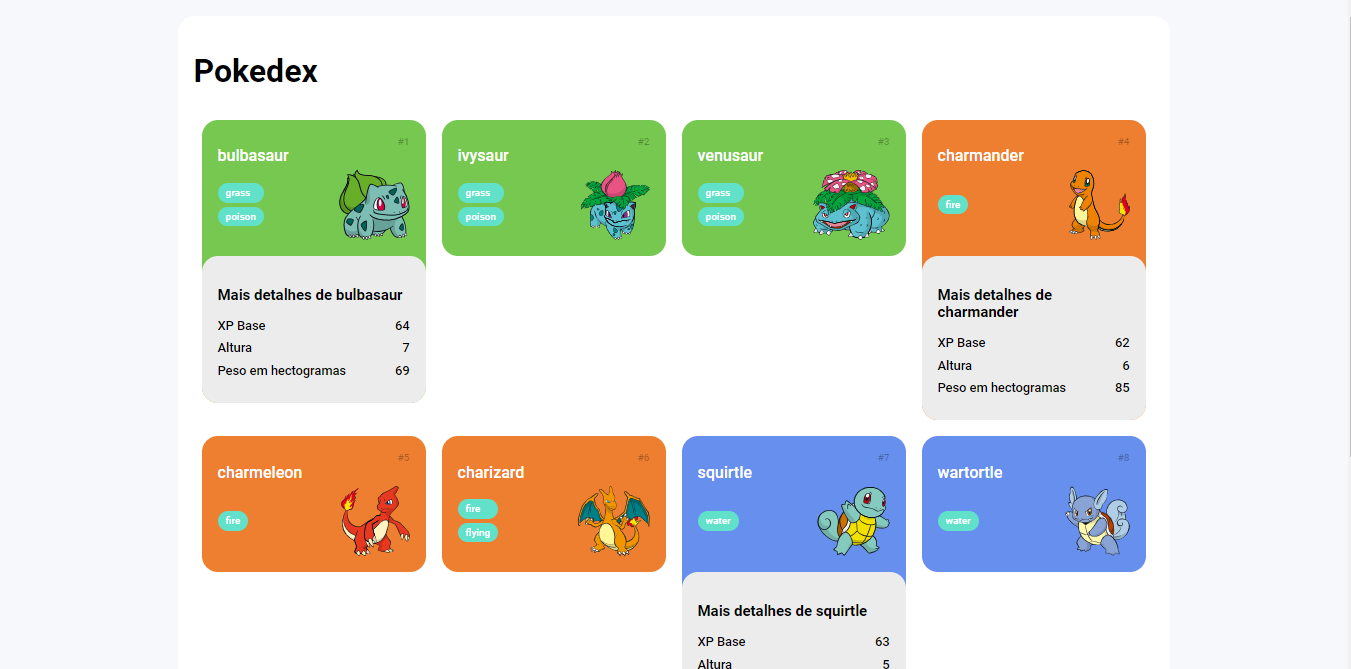 Pokedex
#1
bulbasaur
grass
poison
Mais detalhes de bulbasaur
XP Base 64
Altura 7
Peso em hectogramas 69
#2
ivysaur
grass
poison
#3
venusaur
grass
poison
#4
charmander
fire
Mais detalhes de
charmander
XP Base 62
Altura 6
Peso em hectogramas 85
#5
charmeleon
fire
#6
charizard
fire
flying
#7
squirtle
water
Mais detalhes de squirtle
XP Base 63
Altura 5
#8
wartortle
water